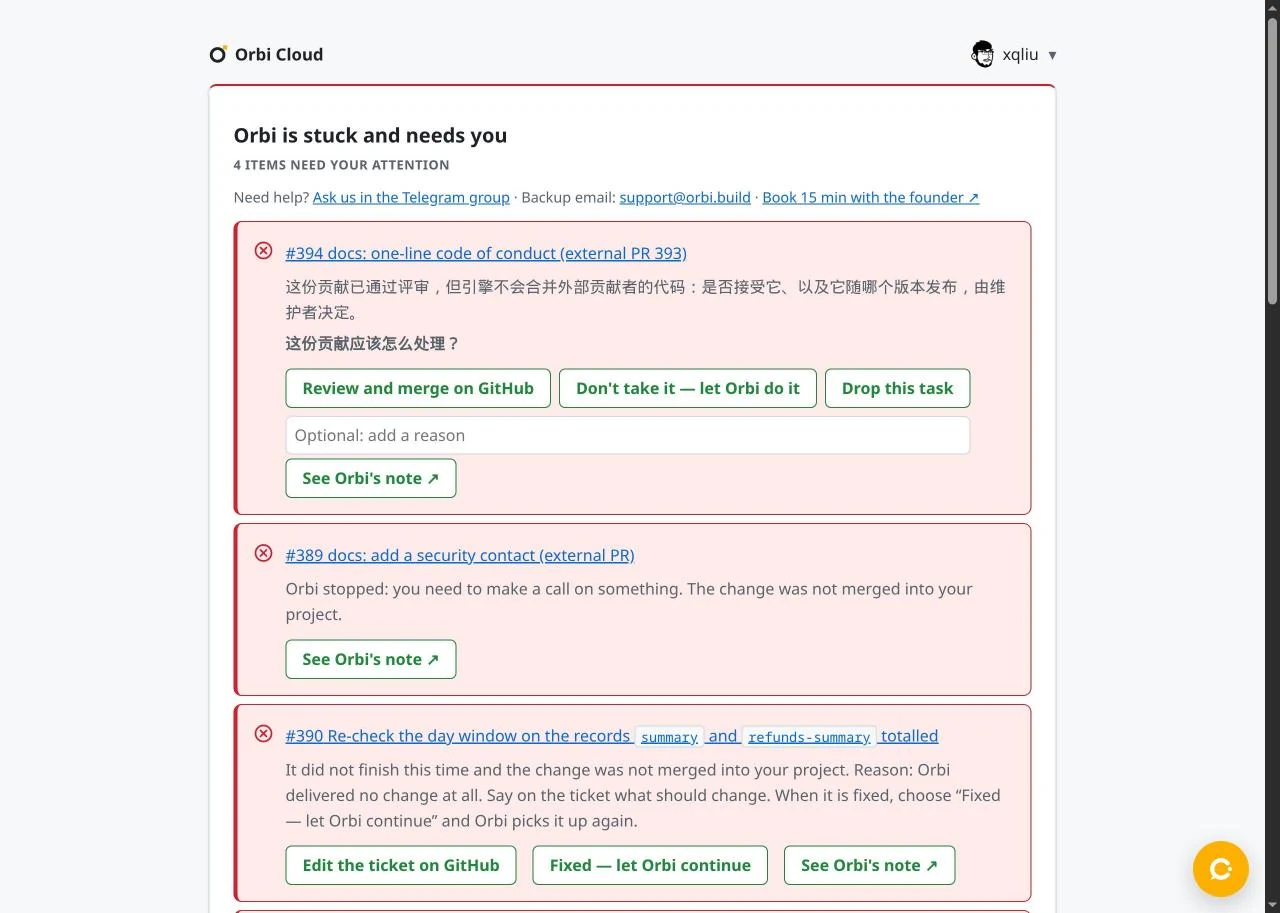 Orbi Cloud
xqliu ▼
Orbi is stuck and needs you
4 ITEMS NEED YOUR ATTENTION
Need help? Ask us in the Telegram group · Backup email: support@orbi.build · Book 15 min with the founder ↗
#394 docs: one-line code of conduct (external PR 393)
这份贡献已通过评审，但引擎不会合并外部贡献者的代码：是否接受它、以及它随哪个版本发布，由维
护者决定。
这份贡献应该怎么处理？
Review and merge on GitHub
Don't take it — let Orbi do it
Drop this task
Optional: add a reason
See Orbi's note ↗
#389 docs: add a security contact (external PR)
Orbi stopped: you need to make a call on something. The change was not merged into your
project.
See Orbi's note ↗
#390 Re-check the day window on the records summary and refunds-summary totalled
It did not finish this time and the change was not merged into your project. Reason: Orbi
delivered no change at all. Say on the ticket what should change. When it is fixed, choose “Fixed
— let Orbi continue” and Orbi picks it up again.
Edit the ticket on GitHub
Fixed — let Orbi continue
See Orbi's note ↗